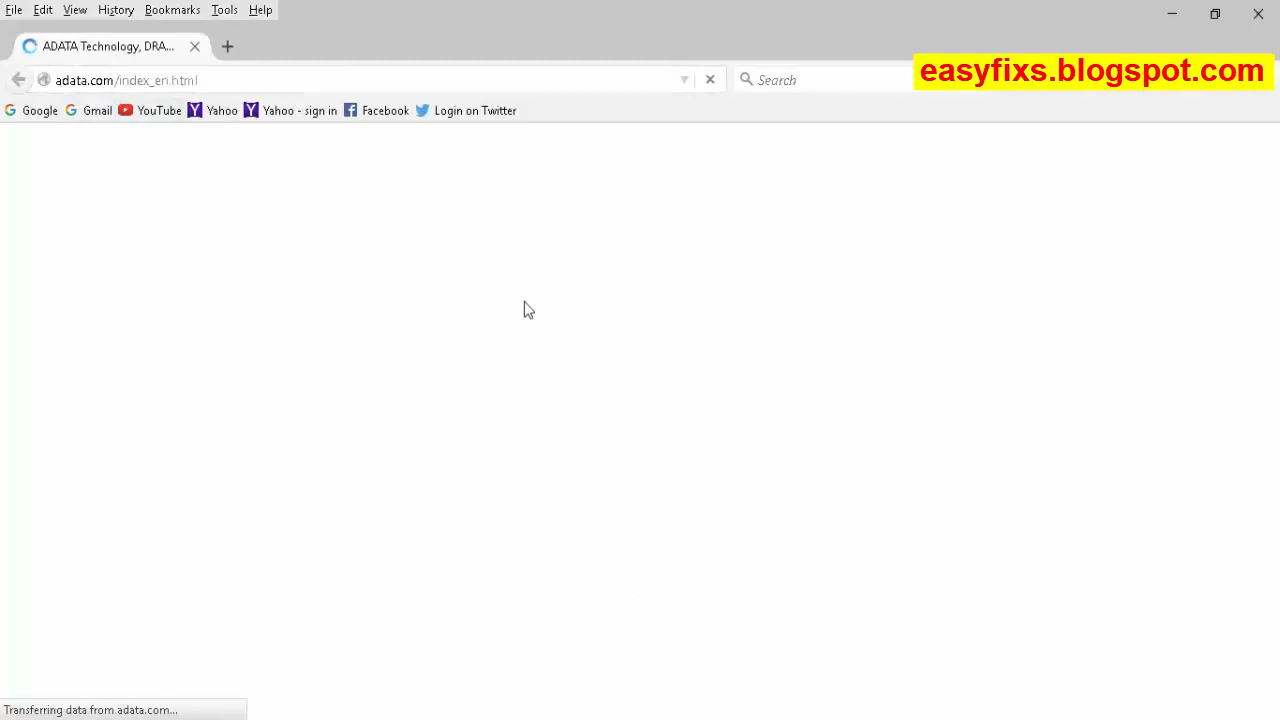 File Edit View History Bookmarks Tools Help
ADATA Technology, DRA...
adata.com/index_en.html
Search
easyfixs.blogspot.com
Google Gmail YouTube Yahoo Yahoo - sign in Facebook Login on Twitter
Transferring data from adata.com...